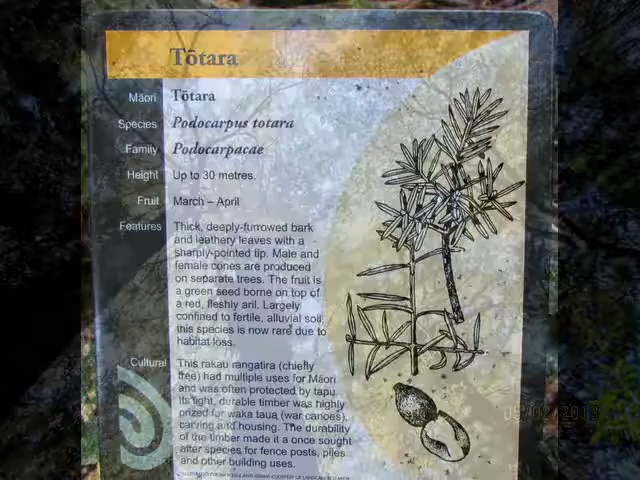 Tōtara
Māori Tōtara
Species Podocarpus totara
Family Podocarpacae
Height Up to 30 metres.
Fruit March – April
Features Thick, deeply-furrowed bark
and leathery leaves with a
sharply-pointed tip. Male and
female cones are produced
on separate trees. The fruit is
a green seed borne on top of
a red, fleshly aril. Largely
confined to fertile, alluvial soil,
this species is now rare due to
habitat loss.
Cultural This rakau rangatira (chiefly
tree) had multiple uses for Māori
and was often protected by tapu.
Its light, durable timber was highly
prized for waka taua (war canoes),
carving and housing. The durability
of the timber made it a once sought
after species for fence posts, piles
and other building uses.